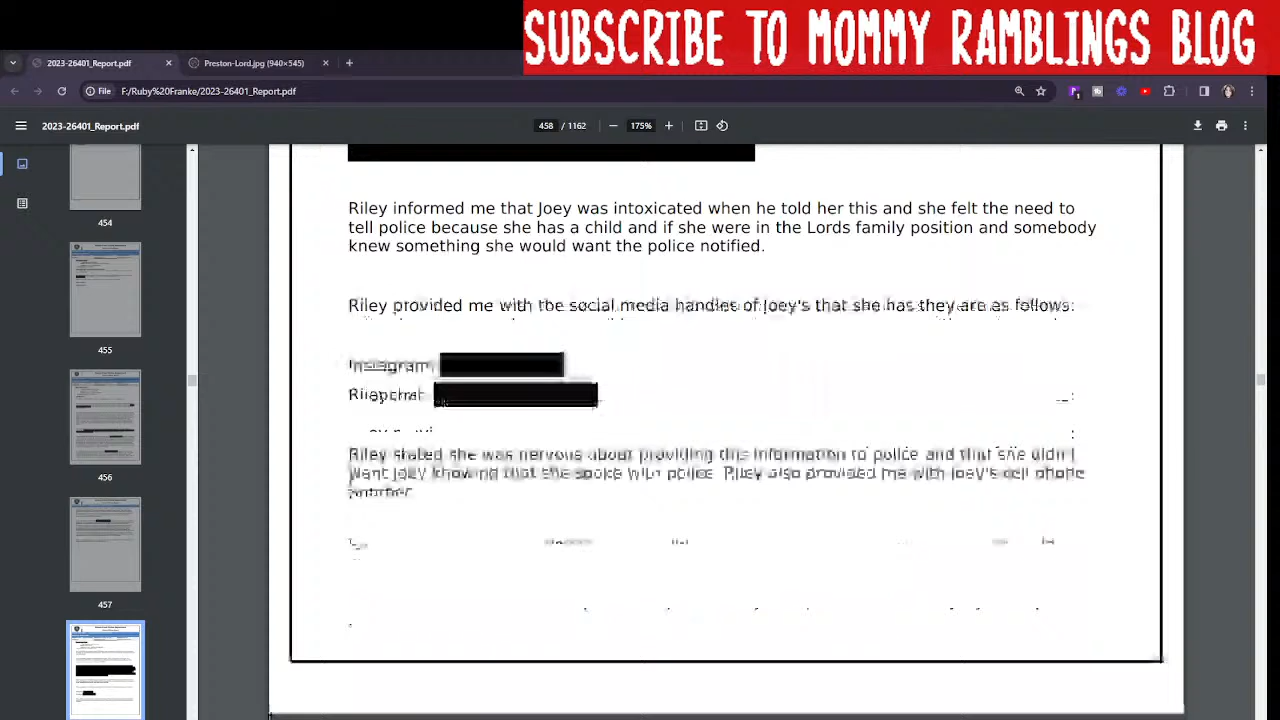 SUBSCRIBE TO MOMMY RAMBLINGS BLOG
2023-26401_Report.pdf
Preston-Lord.jpg (940×545)
File
F:/Ruby%20Franke/2023-26401_Report.pdf
2023-26401_Report.pdf
458 / 1162
175%
454
455
456
457
Riley informed me that Joey was intoxicated when he told her this and she felt the need to
tell police because she has a child and if she were in the Lords family position and somebody
knew something she would want the police notified.
Riley provided me with the social media handles of Joey's that she has they are as follows:
Instagram
Riley stated she was nervous about providing this information to police and that she didn't
want Joey knowing that she spoke with police. Riley also provided me with Joey's cell phone
number